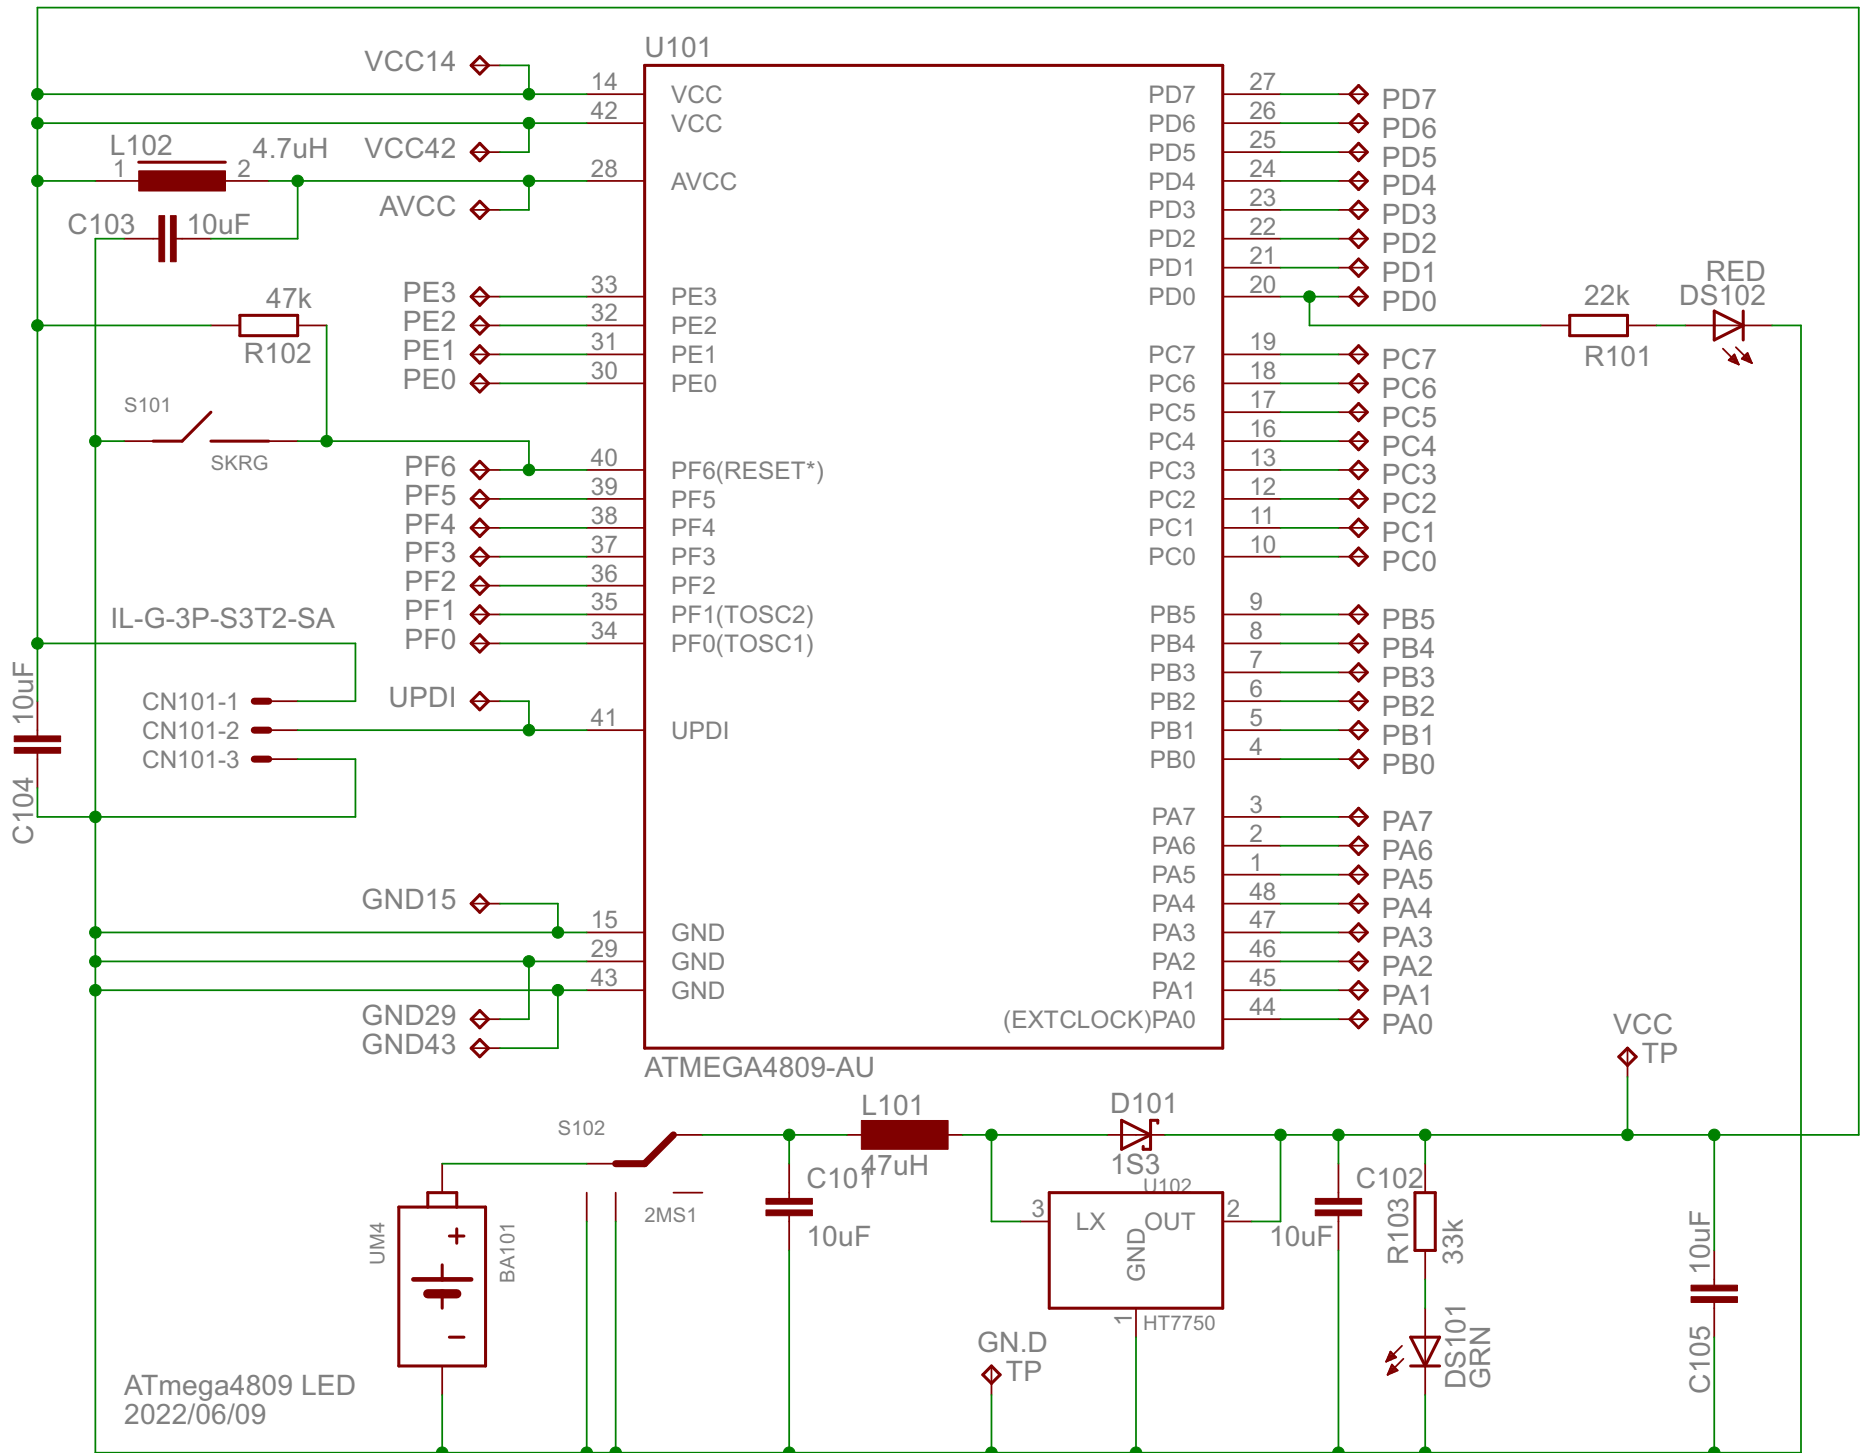 U101
VCC14
14
VCC
42
VCC
VCC42
L102
1
2
4.7uH
28
AVCC
AVCC
C103
10uF
PE3
33
PE3
PE2
32
PE2
PE1
31
PE1
PE0
30
PE0
47k
R102
S101
SKRG
PF6
40
PF6(RESET*)
PF5
39
PF5
PF4
38
PF4
PF3
37
PF3
PF2
36
PF2
PF1
35
PF1(TOSC2)
PF0
34
PF0(TOSC1)
IL-G-3P-S3T2-SA
CN101-1
CN101-2
CN101-3
UPDI
41
UPDI
10uF
C104
GND15
15
GND
29
GND
43
GND
GND29
GND43
PD7
27
PD7
PD6
26
PD6
PD5
25
PD5
PD4
24
PD4
PD3
23
PD3
PD2
22
PD2
PD1
21
PD1
PD0
20
PD0
22k
R101
RED
DS102
PC7
19
PC7
PC6
18
PC6
PC5
17
PC5
PC4
16
PC4
PC3
13
PC3
PC2
12
PC2
PC1
11
PC1
PC0
10
PC0
PB5
9
PB5
PB4
8
PB4
PB3
7
PB3
PB2
6
PB2
PB1
5
PB1
PB0
4
PB0
PA7
3
PA7
PA6
2
PA6
PA5
1
PA5
PA4
48
PA4
PA3
47
PA3
PA2
46
PA2
PA1
45
PA1
(EXTCLOCK)PA0
44
PA0
ATMEGA4809-AU
VCC
TP
S102
2MS1
UM4
BA101
+
−
C101
10uF
L101
47uH
D101
1S3
U102
3
LX
OUT
2
GND
1
HT7750
GN.D
TP
C102
10uF
R103
33k
DS101
GRN
10uF
C105
ATmega4809 LED
2022/06/09